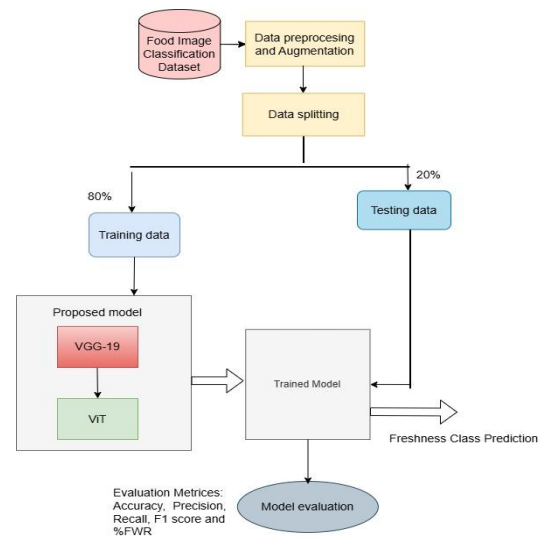 Food Image
Classification
Dataset
Data preprocesing
and Augmentation
Data splitting
80%
20%
Training data
Testing data
Proposed model
VGG-19
ViT
Trained Model
Freshness Class Prediction
Evaluation Metrices:
Accuracy, Precision,
Recall, F1 score and
%FWR
Model evaluation